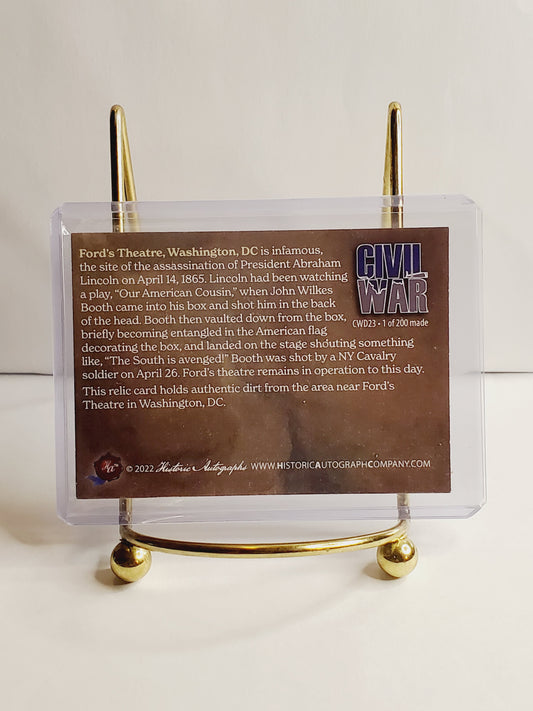 Ford's Theatre, Washington, DC is infamous,
the site of the assassination of President Abraham
Lincoln on April 14, 1865. Lincoln had been watching
a play, "Our American Cousin," when John Wilkes
Booth came into his box and shot him in the back
of the head. Booth then vaulted down from the box,
briefly becoming entangled in the American flag
decorating the box, and landed on the stage shouting something
like, "The South is avenged!" Booth was shot by a NY Cavalry
soldier on April 26. Ford's theatre remains in operation to this day.
This relic card holds authentic dirt from the area near Ford's
Theatre in Washington, DC.
CIVIL
WAR
CWD23 • 1 of 200 made
HA
© 2022 Historic Autographs WWW.HISTORICAUTOGRAPHCOMPANY.COM